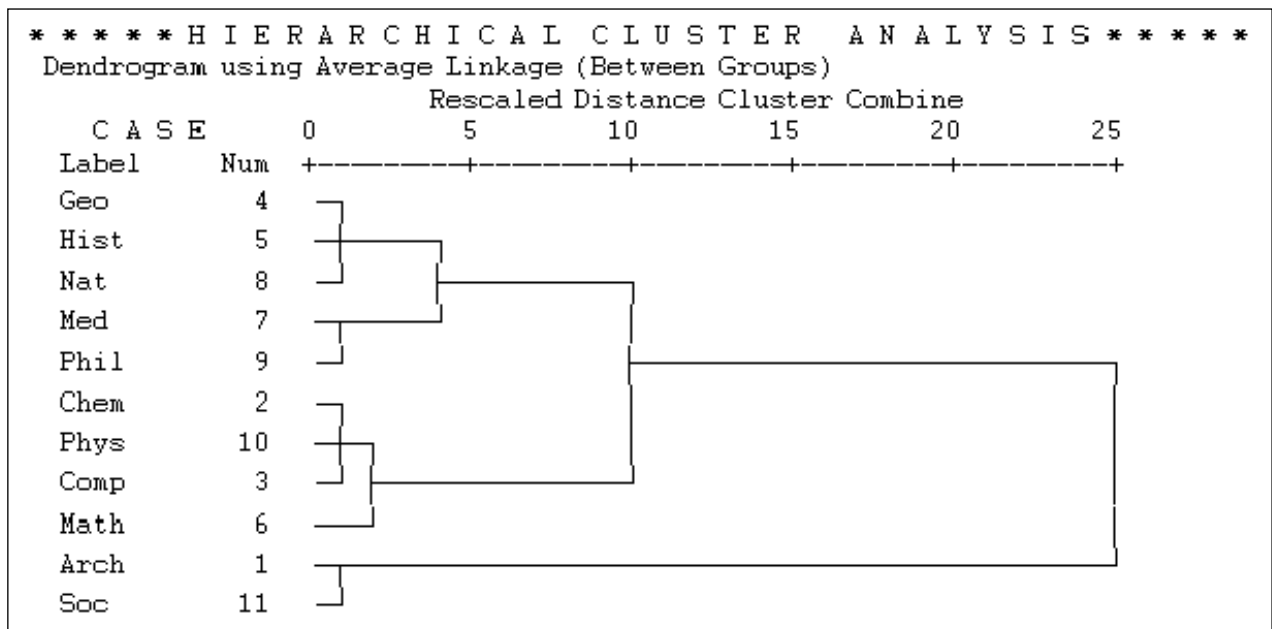 * * * * * H I E R A R C H I C A L   C L U S T E R   A N A L Y S I S * * * * *
Dendrogram using Average Linkage (Between Groups)
Rescaled Distance Cluster Combine
C A S E 0 5 10 15 20 25
Label Num +---------+---------+---------+---------+---------+
Geo 4
Hist 5
Nat 8
Med 7
Phil 9
Chem 2
Phys 10
Comp 3
Math 6
Arch 1
Soc 11